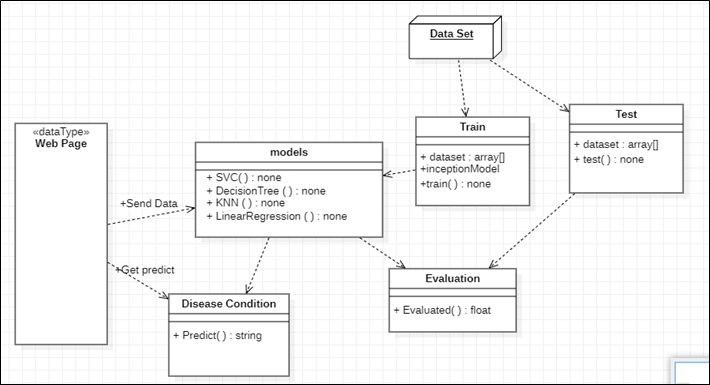 Data Set
Train
+ dataset : array[]
+inceptionModel
+train() : none
Test
+ dataset : array[]
+ test() : none
«dataType»
Web Page
models
+ SVC( ) : none
+ DecisionTree ( ) : none
+ KNN ( ) : none
+ LinearRegression ( ) : none
+Send Data
+Get predict
Disease Condition
+ Predict( ) : string
Evaluation
+ Evaluated( ) : float